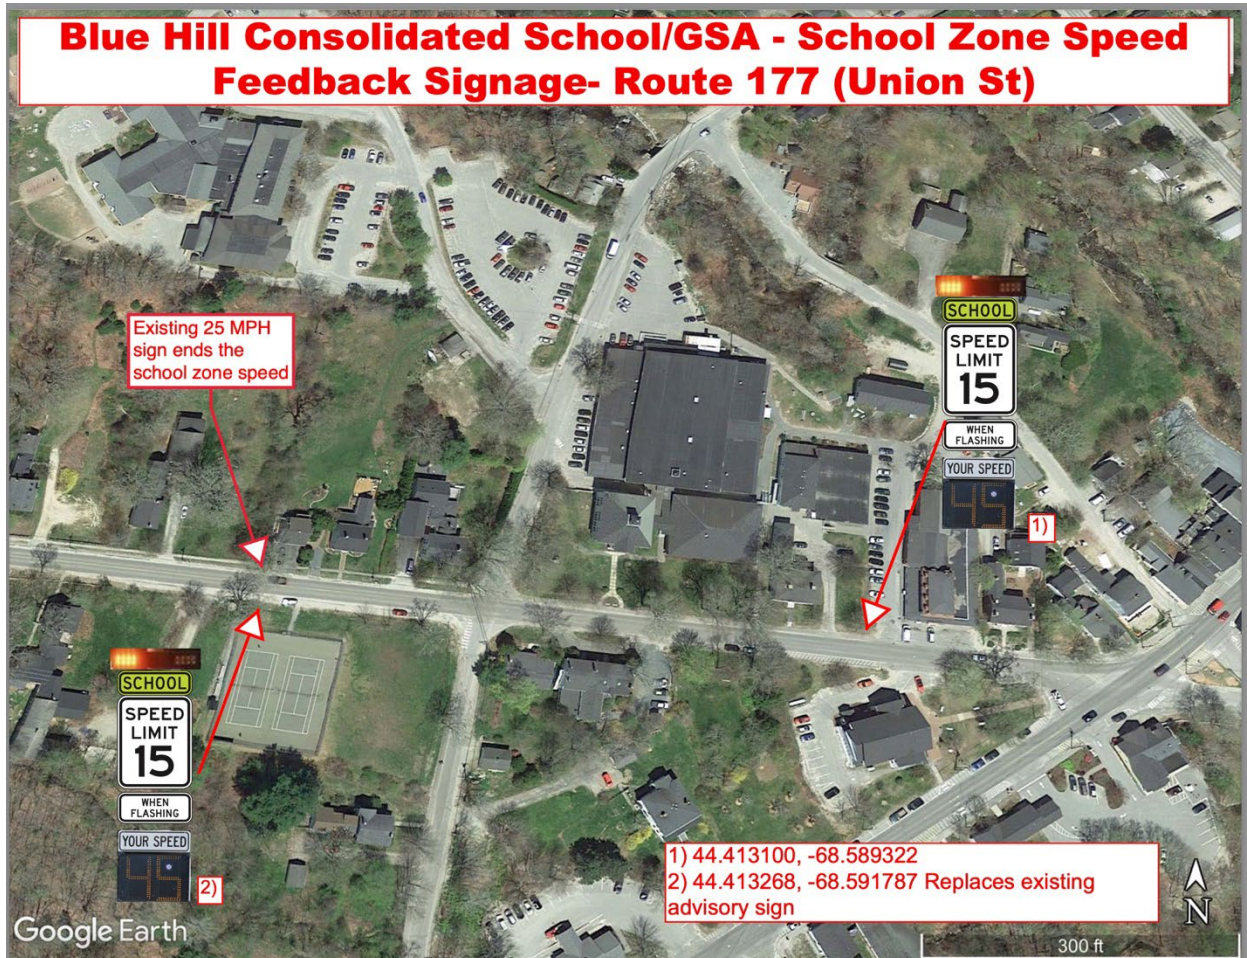 Blue Hill Consolidated School/GSA - School Zone Speed
Feedback Signage- Route 177 (Union St)
Existing 25 MPH
sign ends the
school zone speed
SCHOOL
SPEED
LIMIT
15
WHEN
FLASHING
YOUR SPEED
45
1)
SCHOOL
SPEED
LIMIT
15
WHEN
FLASHING
YOUR SPEED
45
2)
1) 44.413100, -68.589322
2) 44.413268, -68.591787 Replaces existing
advisory sign
N
Google Earth
300 ft